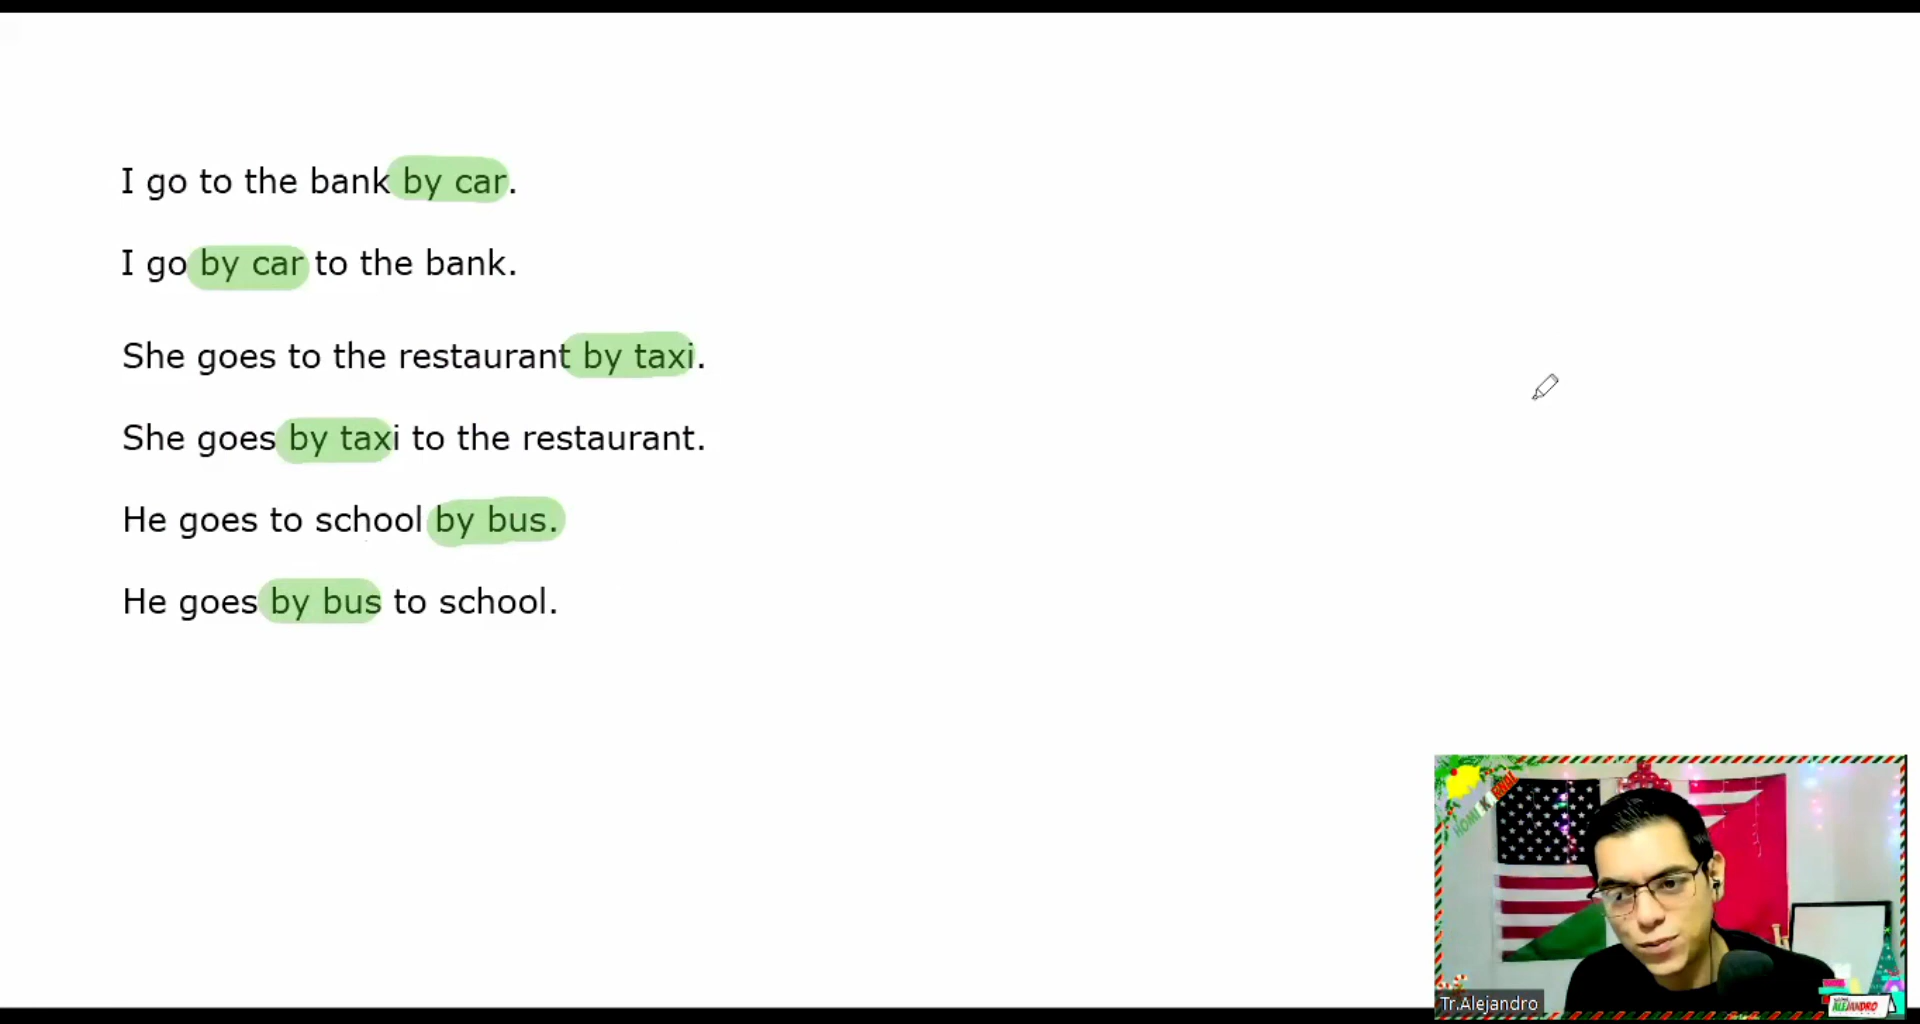 I go to the bank by car.
I go by car to the bank.
She goes to the restaurant by taxi.
She goes by taxi to the restaurant.
He goes to school by bus.
He goes by bus to school.
Tr.Alejandro
ALEJANDRO